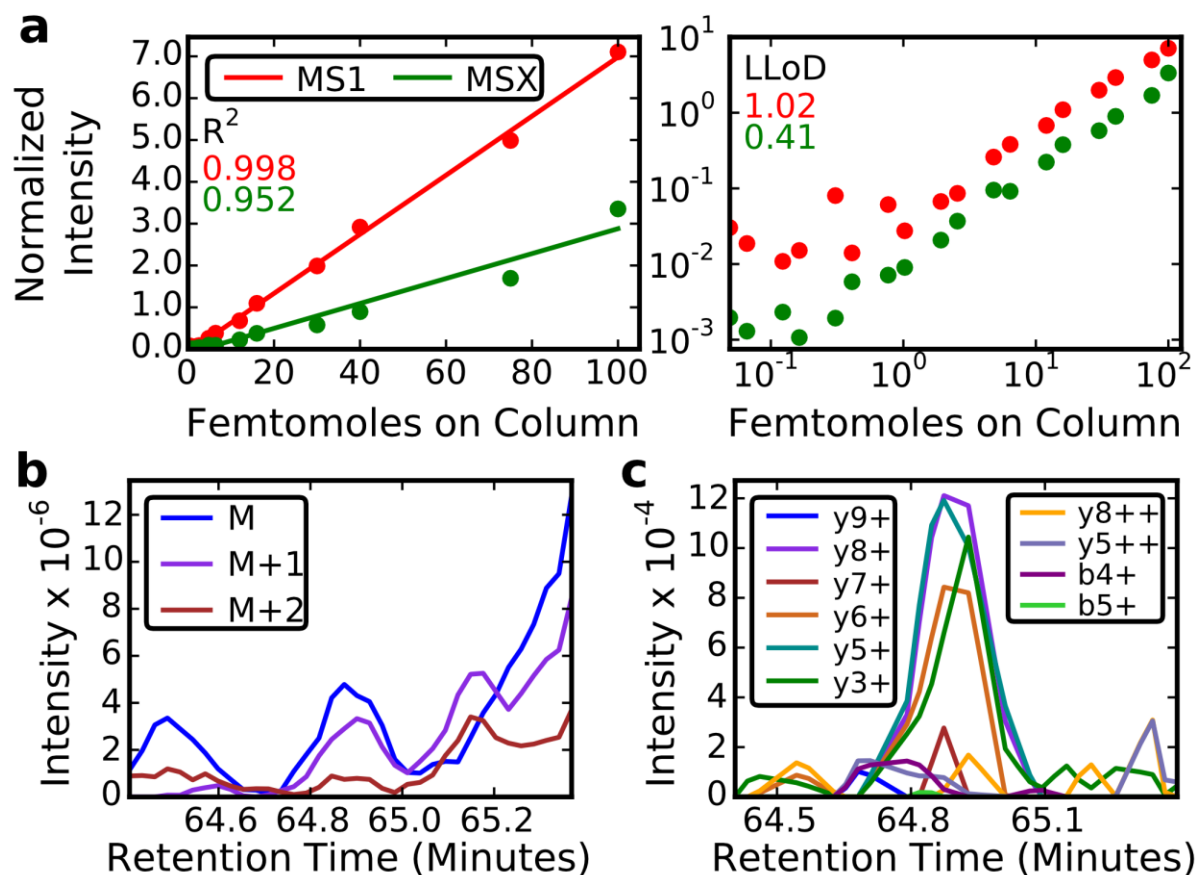 a
Normalized
Intensity
7.0
6.0
5.0
4.0
3.0
2.0
1.0
0.0
MS1 MSX
R²
0.998
0.952
0 20 40 60 80 100
Femtomoles on Column
10¹
10⁰
10⁻¹
10⁻²
10⁻³
LLoD
1.02
0.41
10⁻¹ 10⁰ 10¹ 10²
Femtomoles on Column
b
Intensity x 10⁻⁶
12
10
8
6
4
2
0
M
M+1
M+2
64.6 64.8 65.0 65.2
Retention Time (Minutes)
c
Intensity x 10⁻⁴
12
10
8
6
4
2
0
y9+
y8+
y7+
y6+
y5+
y3+
y8++
y5++
b4+
b5+
64.5 64.8 65.1
Retention Time (Minutes)